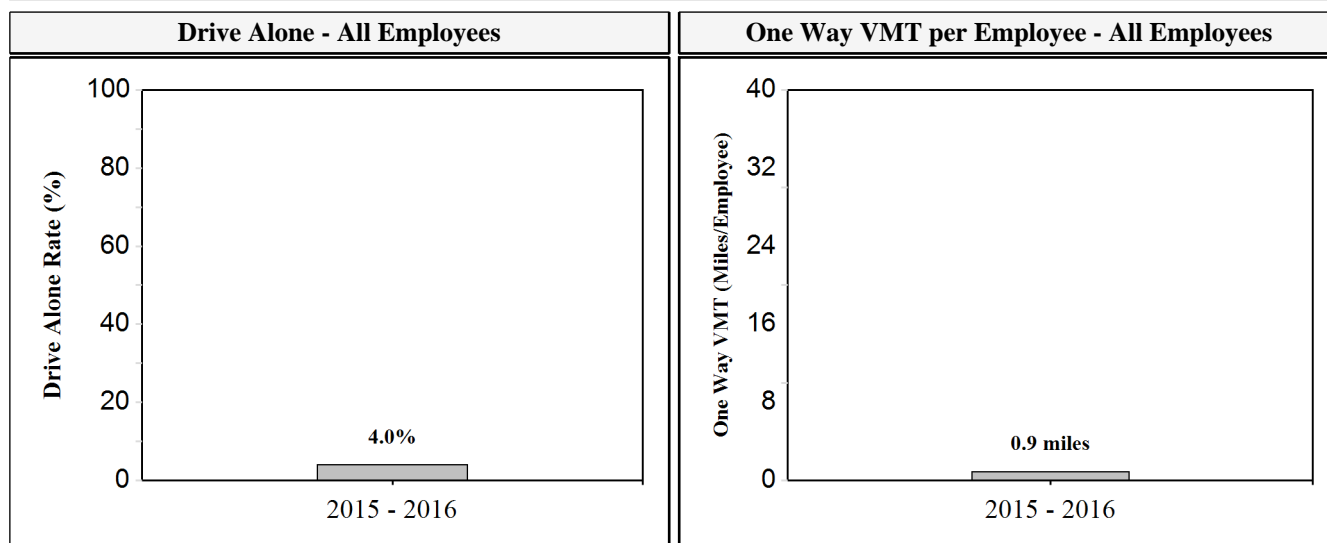 Drive Alone - All Employees
One Way VMT per Employee - All Employees
Drive Alone Rate (%)
100
80
60
40
20
0
4.0%
2015 - 2016
One Way VMT (Miles/Employee)
40
32
24
16
8
0
0.9 miles
2015 - 2016